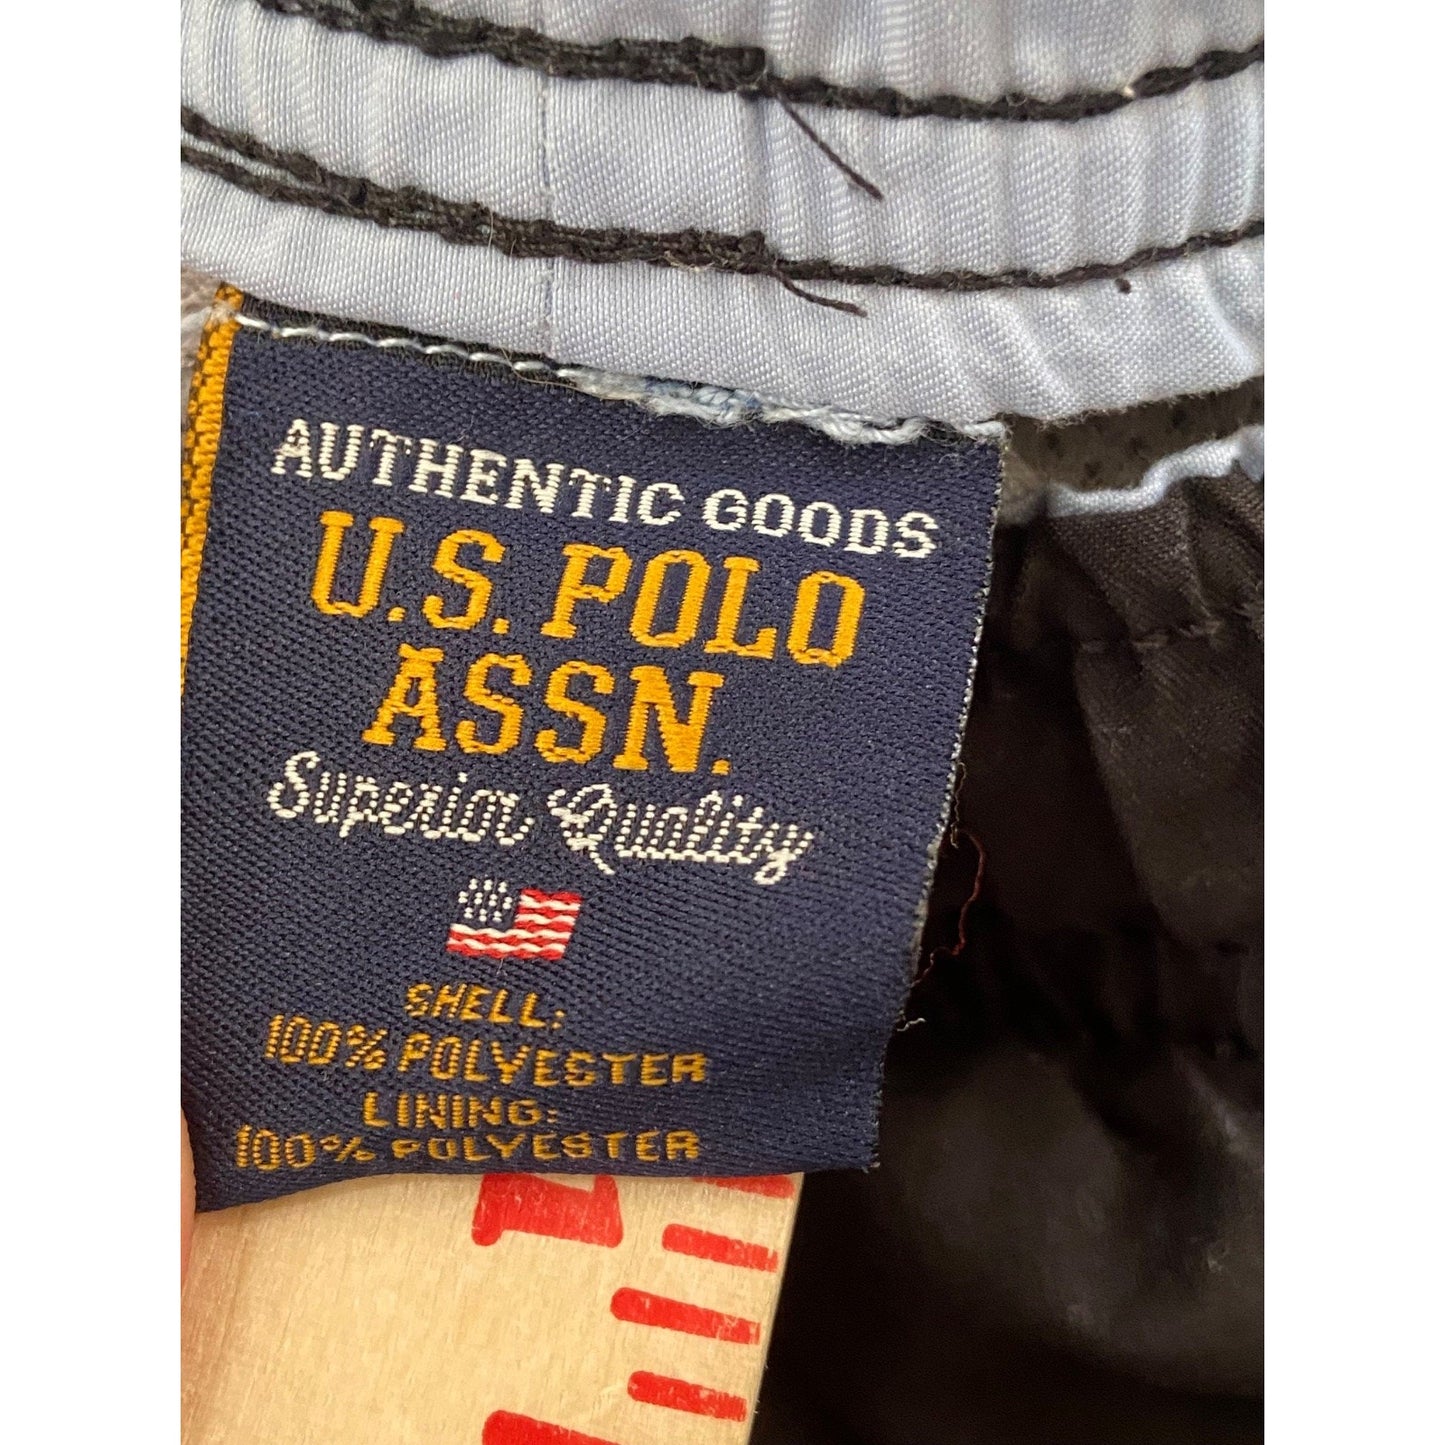 AUTHENTIC GOODS
U.S. POLO
ASSN.
Superior Quality
SHELL:
100% POLYESTER
LINING:
100% POLYESTER